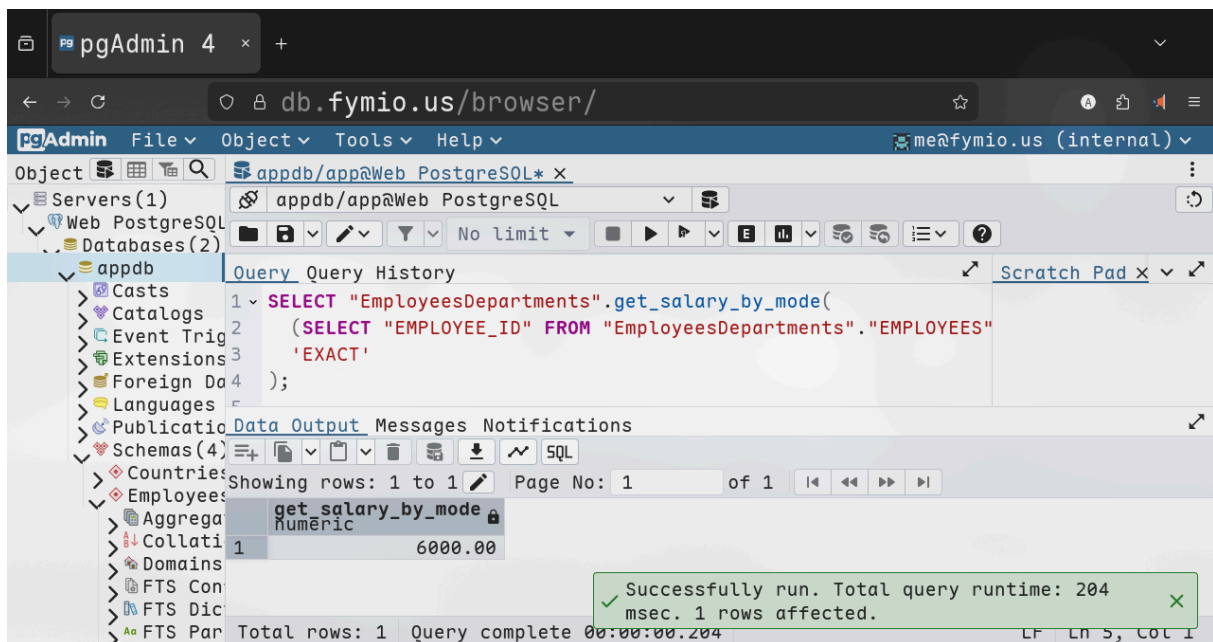 pgAdmin 4
db.fymio.us/browser/
pgAdmin File Object Tools Help me@fymio.us (internal)
Object
appdb/app@Web PostgreSQL*
Servers(1)
appdb/app@Web PostgreSQL
Web PostgreSQL
No limit
Databases(2)
appdb
Query Query History Scratch Pad
Casts
Catalogs
Event Trig
Extensions
Foreign Da
Languages
Publicatio
Schemas(4)
Countries
Employees
Aggrega
Collati
Domains
FTS Con
FTS Dic
FTS Par
1 SELECT "EmployeesDepartments".get_salary_by_mode(
2 (SELECT "EMPLOYEE_ID" FROM "EmployeesDepartments"."EMPLOYEES"
3 'EXACT'
4 );
Data Output Messages Notifications
SQL
Showing rows: 1 to 1 Page No: 1 of 1
get_salary_by_mode
numeric
1 6000.00
Successfully run. Total query runtime: 204
msec. 1 rows affected.
Total rows: 1 Query complete 00:00:00.204 LF Ln 5, Col 1